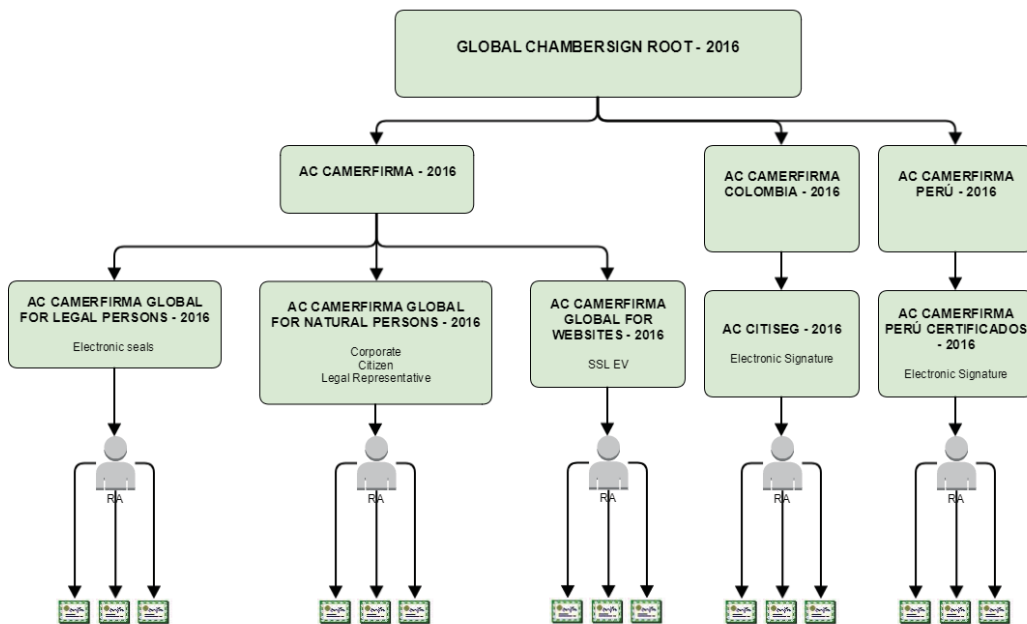 GLOBAL CHAMBERSIGN ROOT - 2016
AC CAMERFIRMA - 2016
AC CAMERFIRMA
COLOMBIA - 2016
AC CAMERFIRMA
PERÚ - 2016
AC CAMERFIRMA GLOBAL
FOR LEGAL PERSONS - 2016
Electronic seals
AC CAMERFIRMA GLOBAL
FOR NATURAL PERSONS - 2016
Corporate
Citizen
Legal Representative
AC CAMERFIRMA
GLOBAL FOR
WEBSITES - 2016
SSL EV
AC CITISEG - 2016
Electronic Signature
AC CAMERFIRMA
PERÚ CERTIFICADOS
- 2016
Electronic Signature
RA
RA
RA
RA
RA